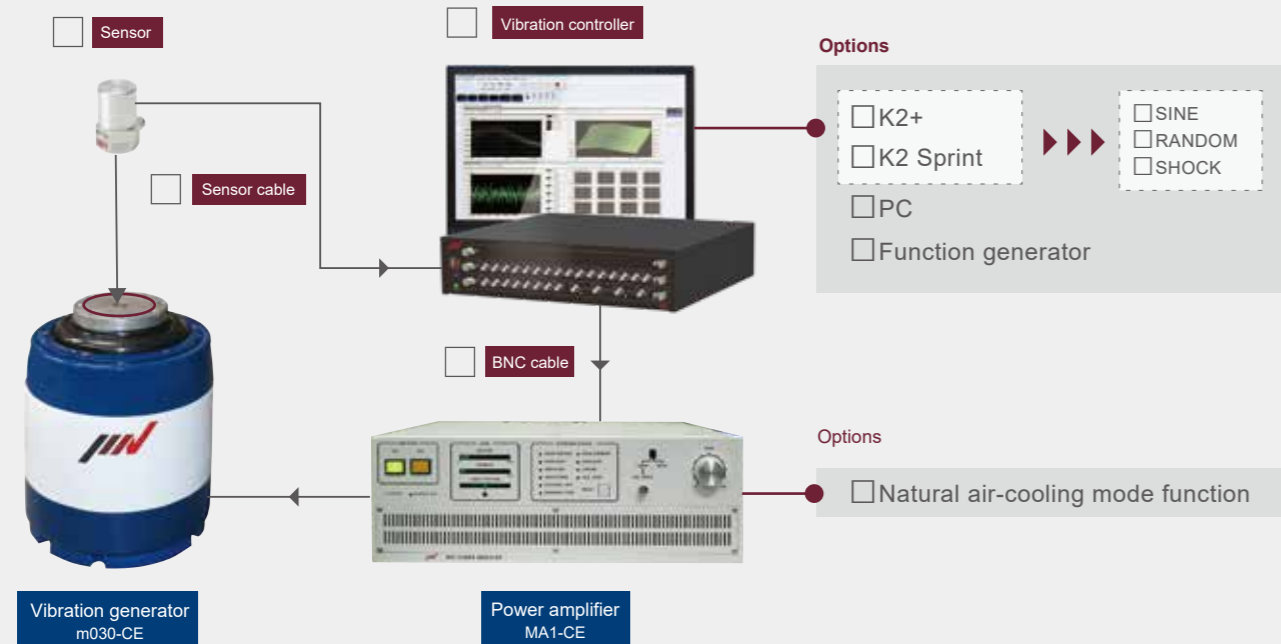 Sensor
Vibration controller
Options
K2+
K2 Sprint
SINE
RANDOM
SHOCK
Sensor cable
PC
Function generator
BNC cable
Options
Natural air-cooling mode function
Vibration generator
m030-CE
Power amplifier
MA1-CE